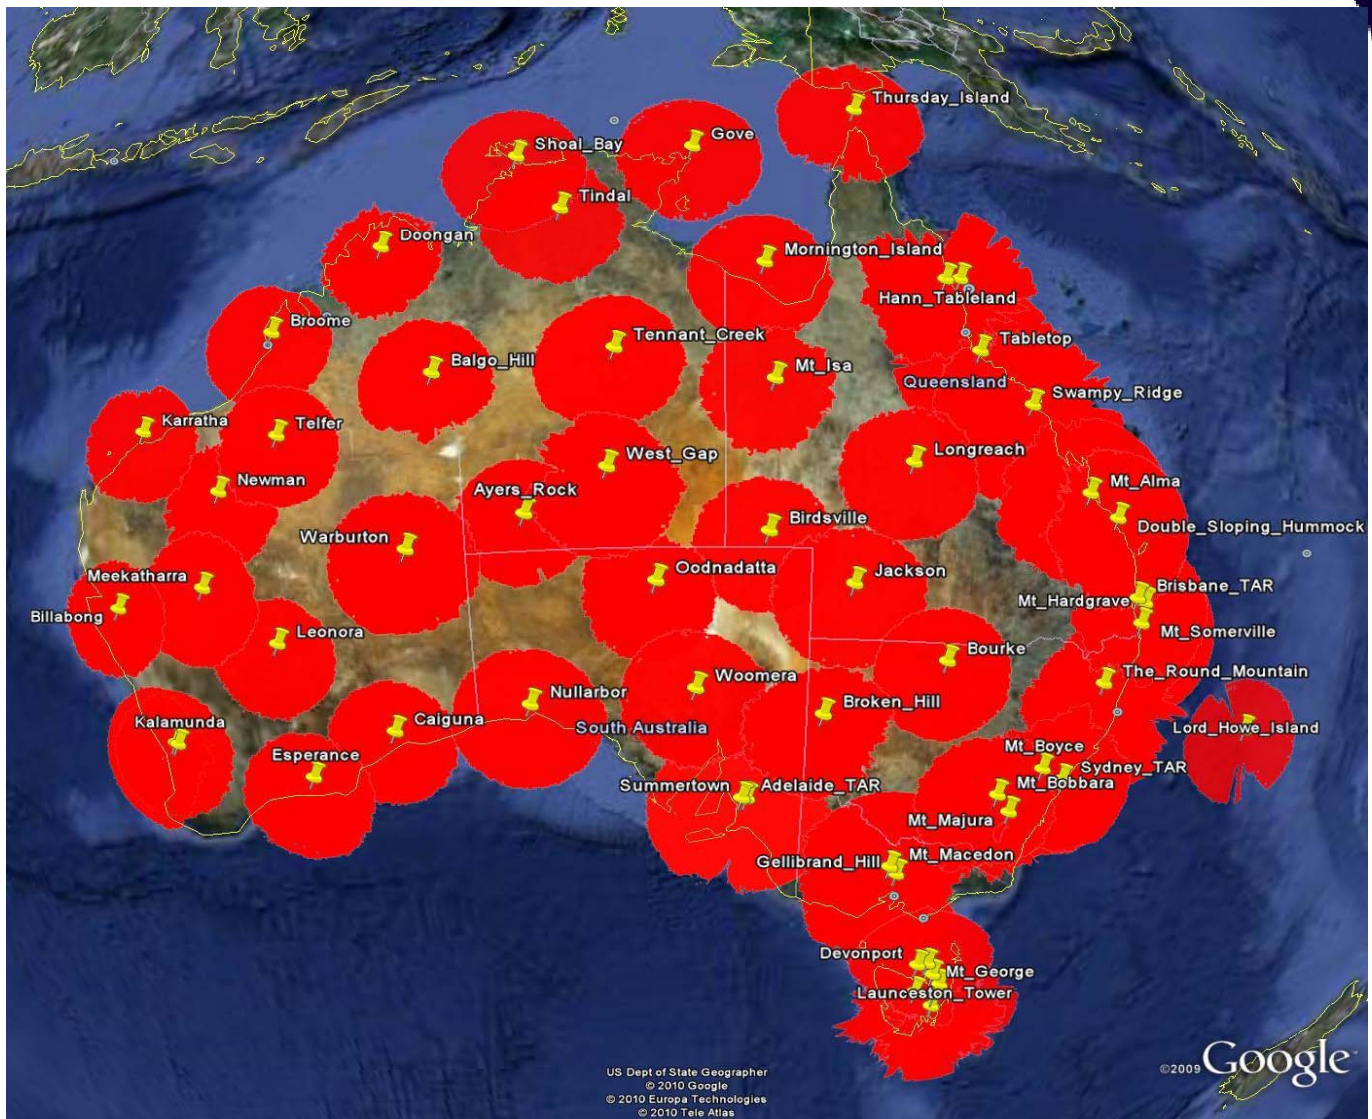 Thursday_Island
Shoal_Bay
Gove
Tindal
Doongan
Mornington_Island
Hann_Tableland
Broome
Tennant_Creek
Tabletop
Balgo_Hill
Mt_Isa
Queensland
Swampy_Ridge
Karratha
Telfer
West_Gap
Longreach
Newman
Ayers_Rock
Mt_Alma
Birdsville
Double_Sloping_Hummock
Warburton
Meekatharra
Oodnadatta
Jackson
Brisbane_TAR
Mt_Hardgrave
Billabong
Leonora
Mt_Somerville
Bourke
Woomera
The_Round_Mountain
Nullarbor
Broken_Hill
Kalamunda
Caiguna
South Australia
Lord_Howe_Island
Esperance
Mt_Boyce
Sydney_TAR
Summertown
Adelaide_TAR
Mt_Bobbara
Mt_Majura
Gellibrand_Hill
Mt_Macedon
Devonport
Mt_George
Launceston_Tower
US Dept of State Geographer
© 2010 Google
© 2010 Europa Technologies
© 2010 Tele Atlas
©2009 Google